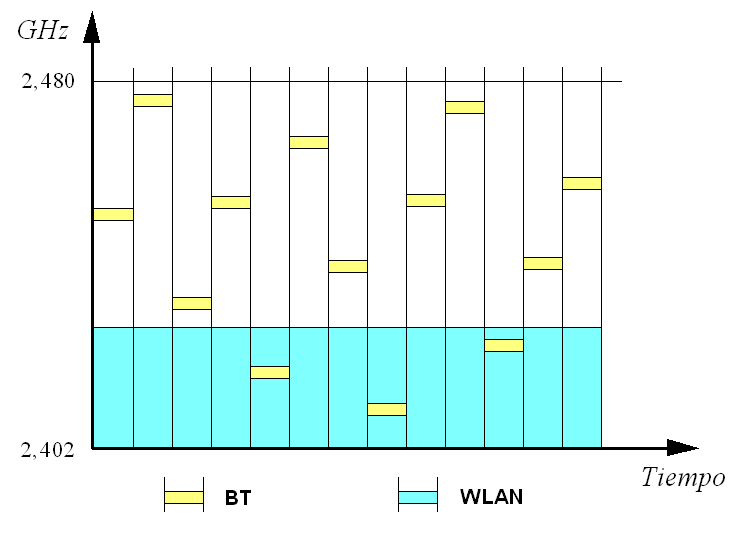 GHz
2,480
2,402
Tiempo
BT
WLAN